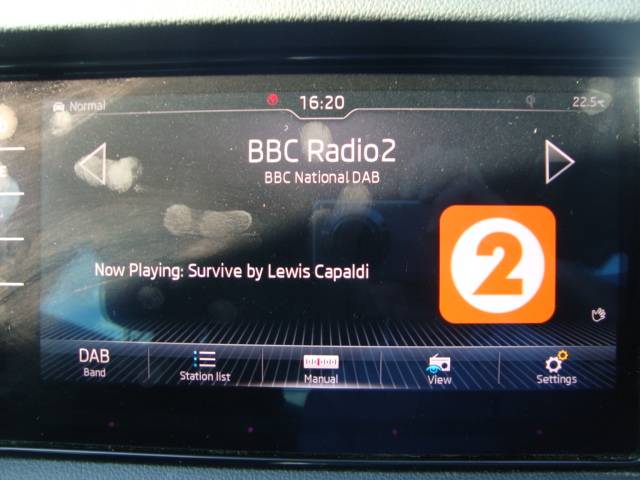 Normal
16:20
22.5
BBC Radio2
BBC National DAB
2
Now Playing: Survive by Lewis Capaldi
DAB
Band
Station list
Manual
View
Settings